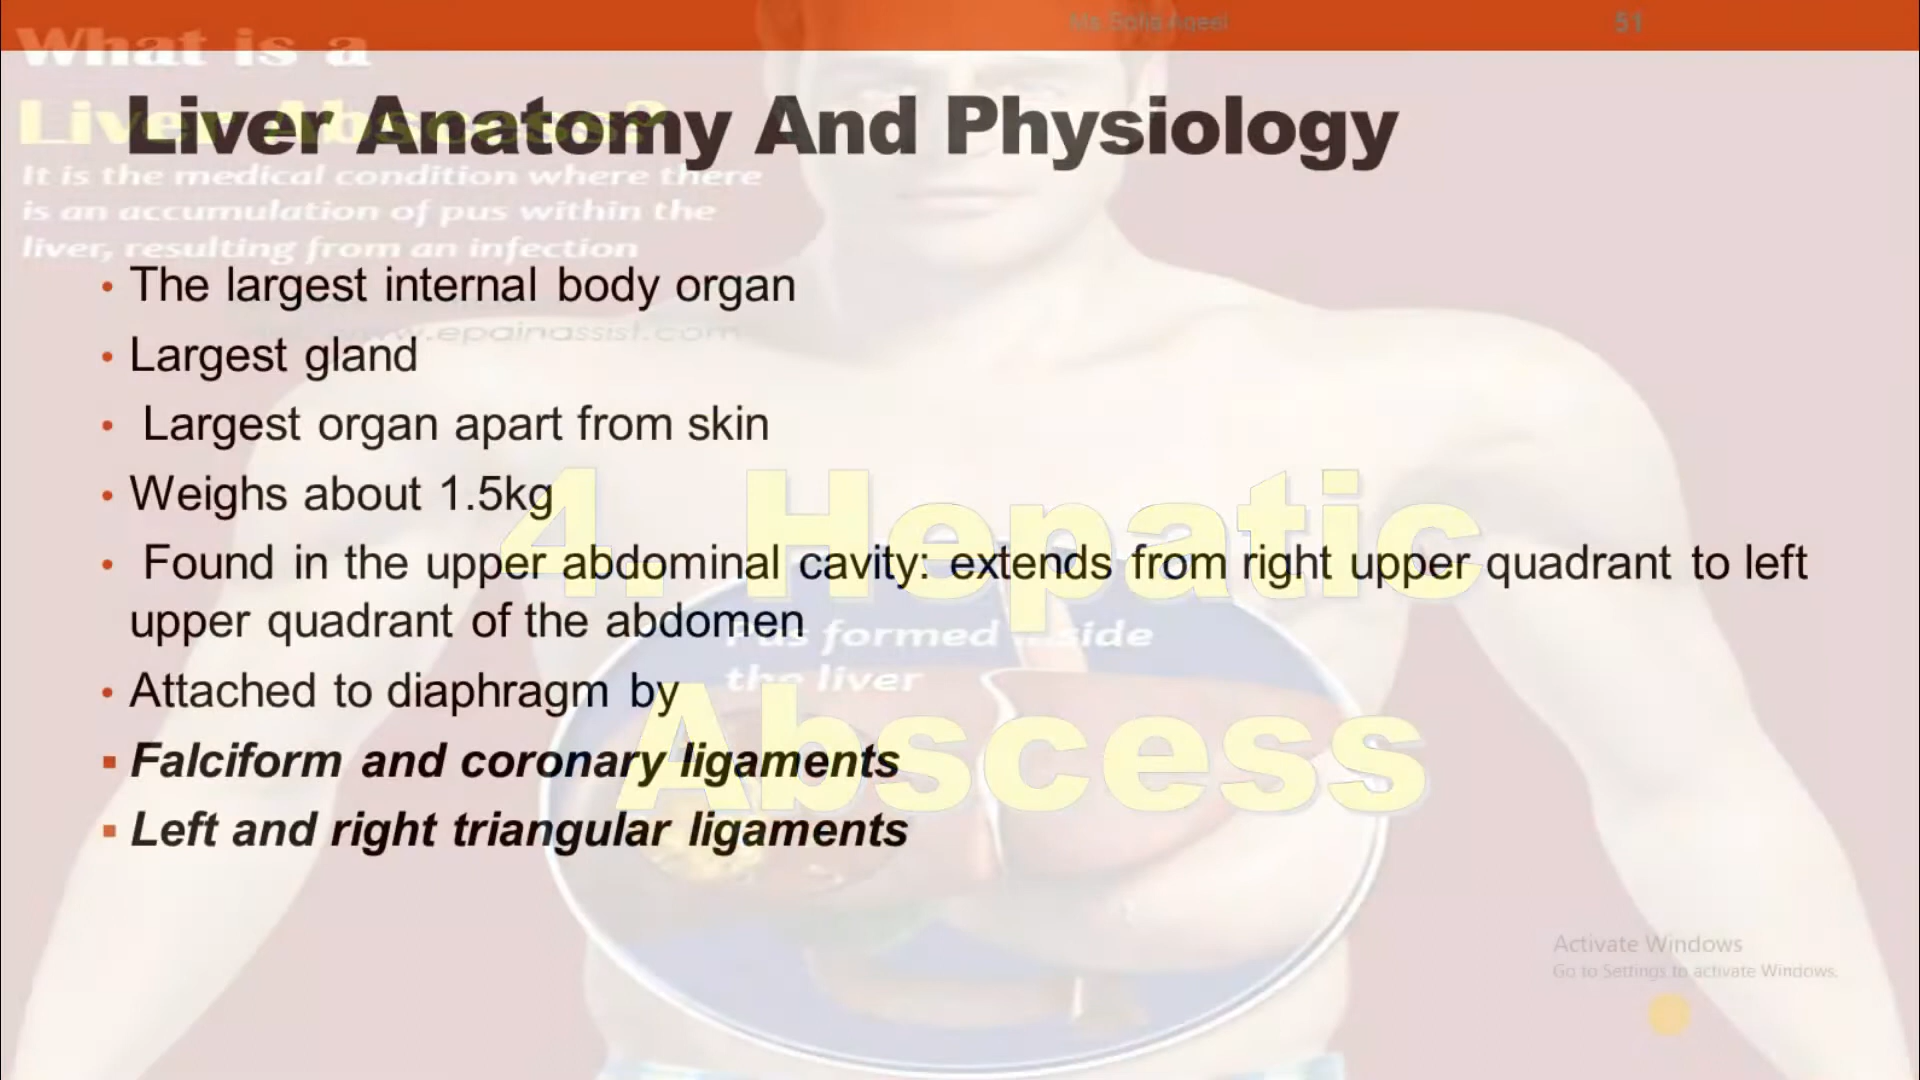 Ms Sofia Aqeel
51
What is a
Liver Abscess?
It is the medical condition where there
is an accumulation of pus within the
liver, resulting from an infection
www.epainassist.com
Liver Anatomy And Physiology
• The largest internal body organ
• Largest gland
• Largest organ apart from skin
• Weighs about 1.5kg
• Found in the upper abdominal cavity: extends from right upper quadrant to left
upper quadrant of the abdomen
• Attached to diaphragm by
▪ Falciform and coronary ligaments
▪ Left and right triangular ligaments
4. Hepatic
Abscess
Pus formed inside
the liver
Activate Windows
Go to Settings to activate Windows.